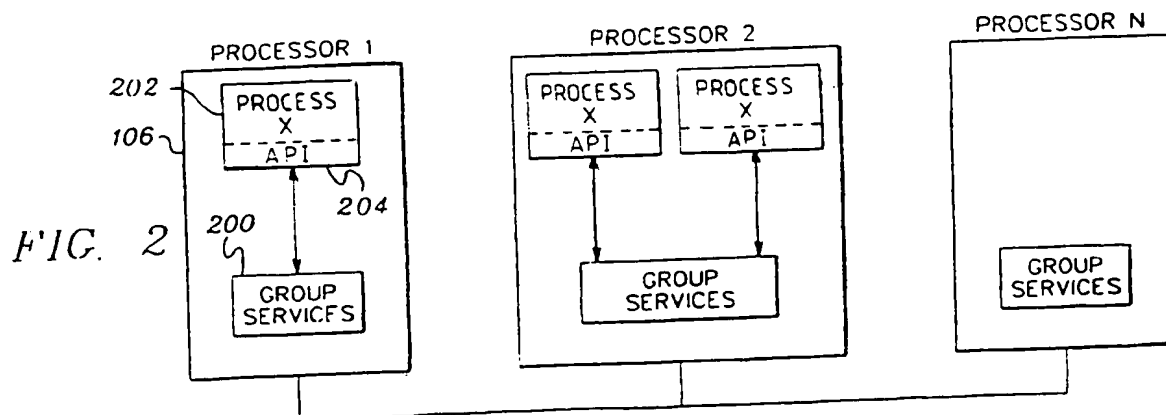 PROCESSOR 1
PROCESSOR 2
PROCESSOR N
202
PROCESS
X
API
PROCESS
X
API
PROCESS
X
API
106
204
200
FIG. 2
GROUP
SERVICES
GROUP
SERVICES
GROUP
SERVICES